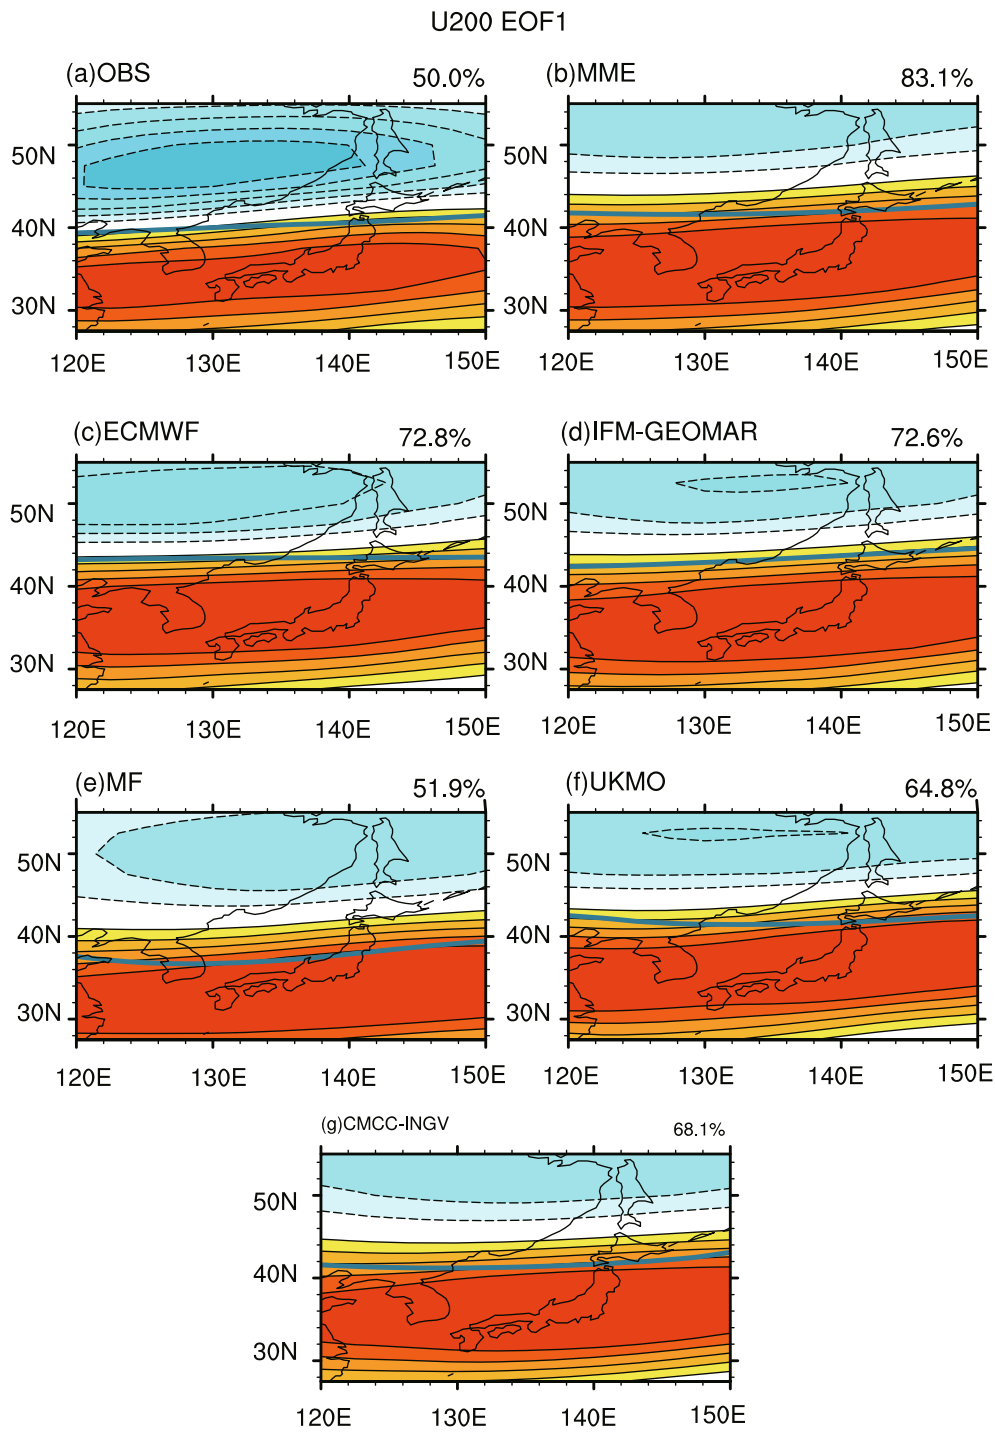 U200 EOF1
(a)OBS 50.0% (b)MME 83.1%
50N 50N
40N 40N
30N 30N
120E 130E 140E 150E 120E 130E 140E 150E
(c)ECMWF 72.8% (d)IFM-GEOMAR 72.6%
50N 50N
40N 40N
30N 30N
120E 130E 140E 150E 120E 130E 140E 150E
(e)MF 51.9% (f)UKMO 64.8%
50N 50N
40N 40N
30N 30N
120E 130E 140E 150E 120E 130E 140E 150E
(g)CMCC-INGV 68.1%
50N
40N
30N
120E 130E 140E 150E